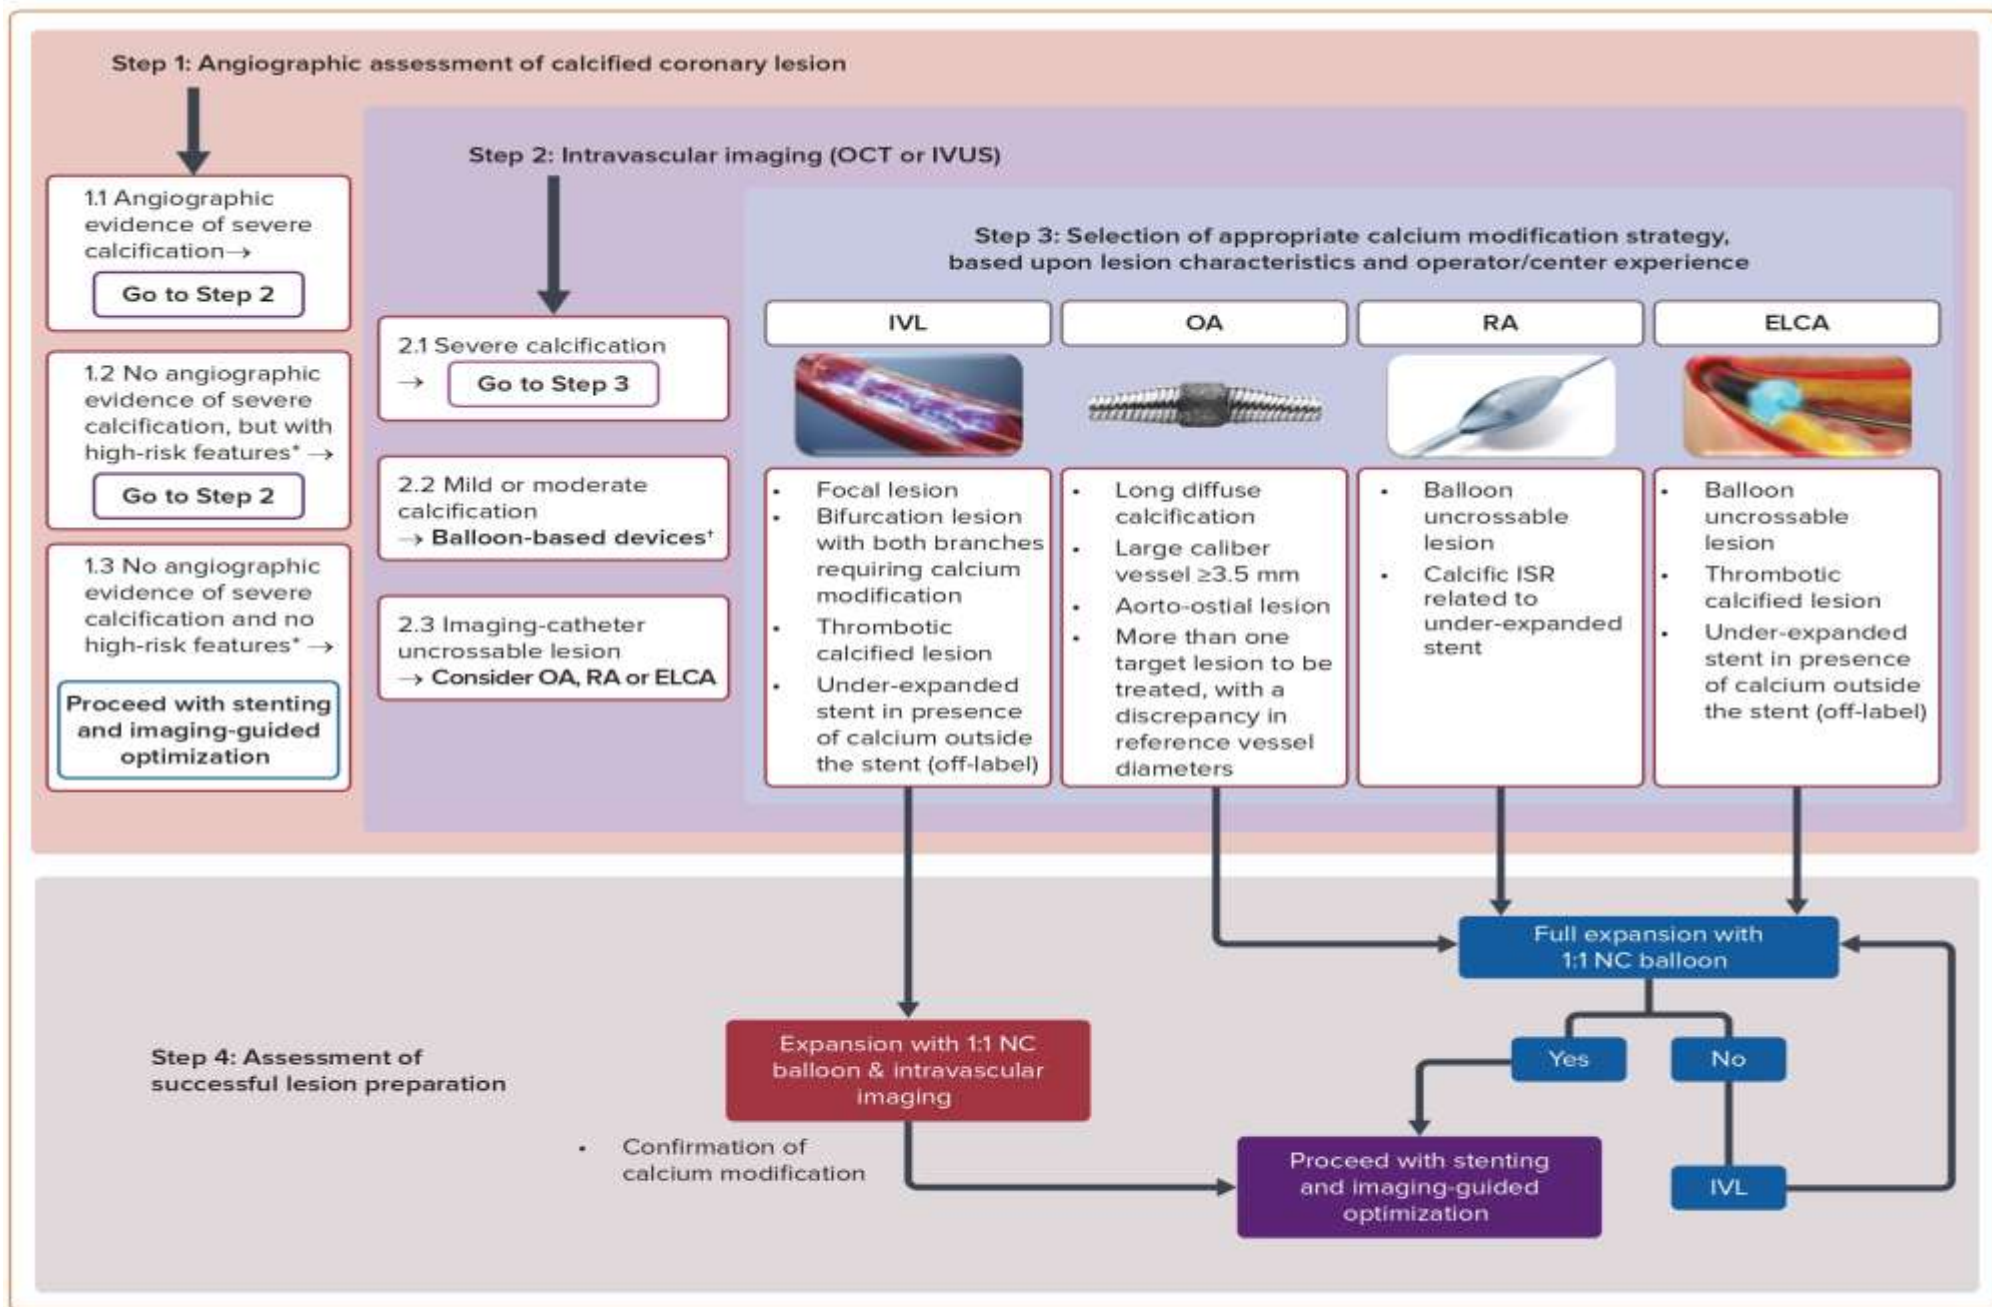 Step 1: Angiographic assessment of calcified coronary lesion
1.1 Angiographic
evidence of severe
calcification→
Go to Step 2
1.2 No angiographic
evidence of severe
calcification, but with
high-risk features* →
Go to Step 2
1.3 No angiographic
evidence of severe
calcification and no
high-risk features* →
Proceed with stenting
and imaging-guided
optimization
Step 2: Intravascular imaging (OCT or IVUS)
2.1 Severe calcification
→ Go to Step 3
2.2 Mild or moderate
calcification
→ Balloon-based devices†
2.3 Imaging-catheter
uncrossable lesion
→ Consider OA, RA or ELCA
Step 3: Selection of appropriate calcium modification strategy,
based upon lesion characteristics and operator/center experience
IVL
• Focal lesion
• Bifurcation lesion
with both branches
requiring calcium
modification
• Thrombotic
calcified lesion
• Under-expanded
stent in presence
of calcium outside
the stent (off-label)
OA
• Long diffuse
calcification
• Large caliber
vessel ≥3.5 mm
• Aorto-ostial lesion
• More than one
target lesion to be
treated, with a
discrepancy in
reference vessel
diameters
RA
• Balloon
uncrossable
lesion
• Calcific ISR
related to
under-expanded
stent
ELCA
• Balloon
uncrossable
lesion
• Thrombotic
calcified lesion
• Under-expanded
stent in presence
of calcium outside
the stent (off-label)
Step 4: Assessment of
successful lesion preparation
Expansion with 1:1 NC
balloon & intravascular
imaging
• Confirmation of
calcium modification
Full expansion with
1:1 NC balloon
Yes
No
IVL
Proceed with stenting
and imaging-guided
optimization